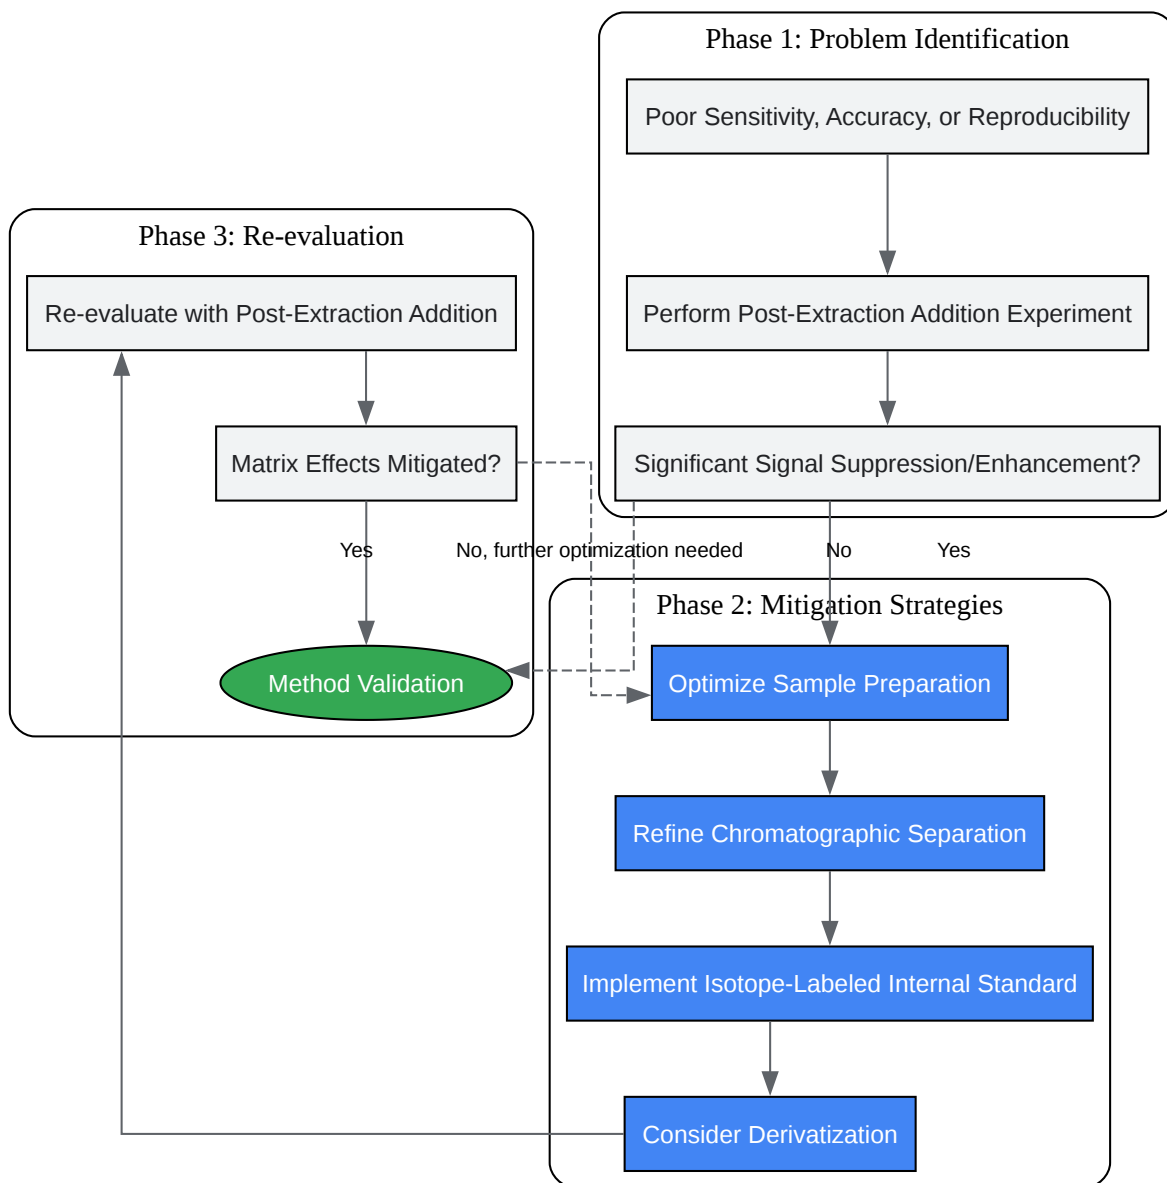 Phase 1: Problem Identification
Poor Sensitivity, Accuracy, or Reproducibility
Perform Post-Extraction Addition Experiment
Significant Signal Suppression/Enhancement?
Phase 3: Re-evaluation
Re-evaluate with Post-Extraction Addition
Matrix Effects Mitigated?
Yes
No, further optimization needed
No
Yes
Method Validation
Phase 2: Mitigation Strategies
Optimize Sample Preparation
Refine Chromatographic Separation
Implement Isotope-Labeled Internal Standard
Consider Derivatization